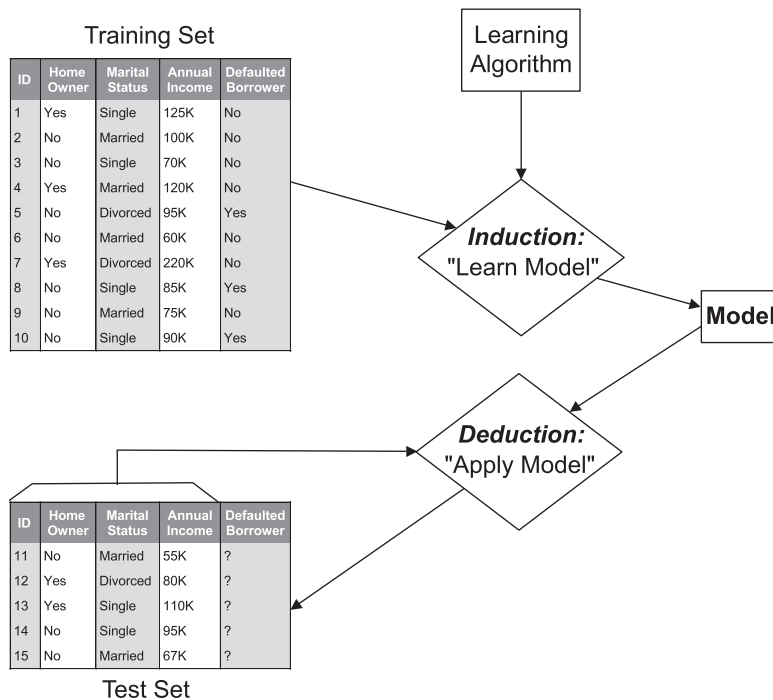 Training Set
ID Home Owner Marital Status Annual Income Defaulted Borrower
1 Yes Single 125K No
2 No Married 100K No
3 No Single 70K No
4 Yes Married 120K No
5 No Divorced 95K Yes
6 No Married 60K No
7 Yes Divorced 220K No
8 No Single 85K Yes
9 No Married 75K No
10 No Single 90K Yes
Learning
Algorithm
Induction:
"Learn Model"
Model
Deduction:
"Apply Model"
ID Home Owner Marital Status Annual Income Defaulted Borrower
11 No Married 55K ?
12 Yes Divorced 80K ?
13 Yes Single 110K ?
14 No Single 95K ?
15 No Married 67K ?
Test Set